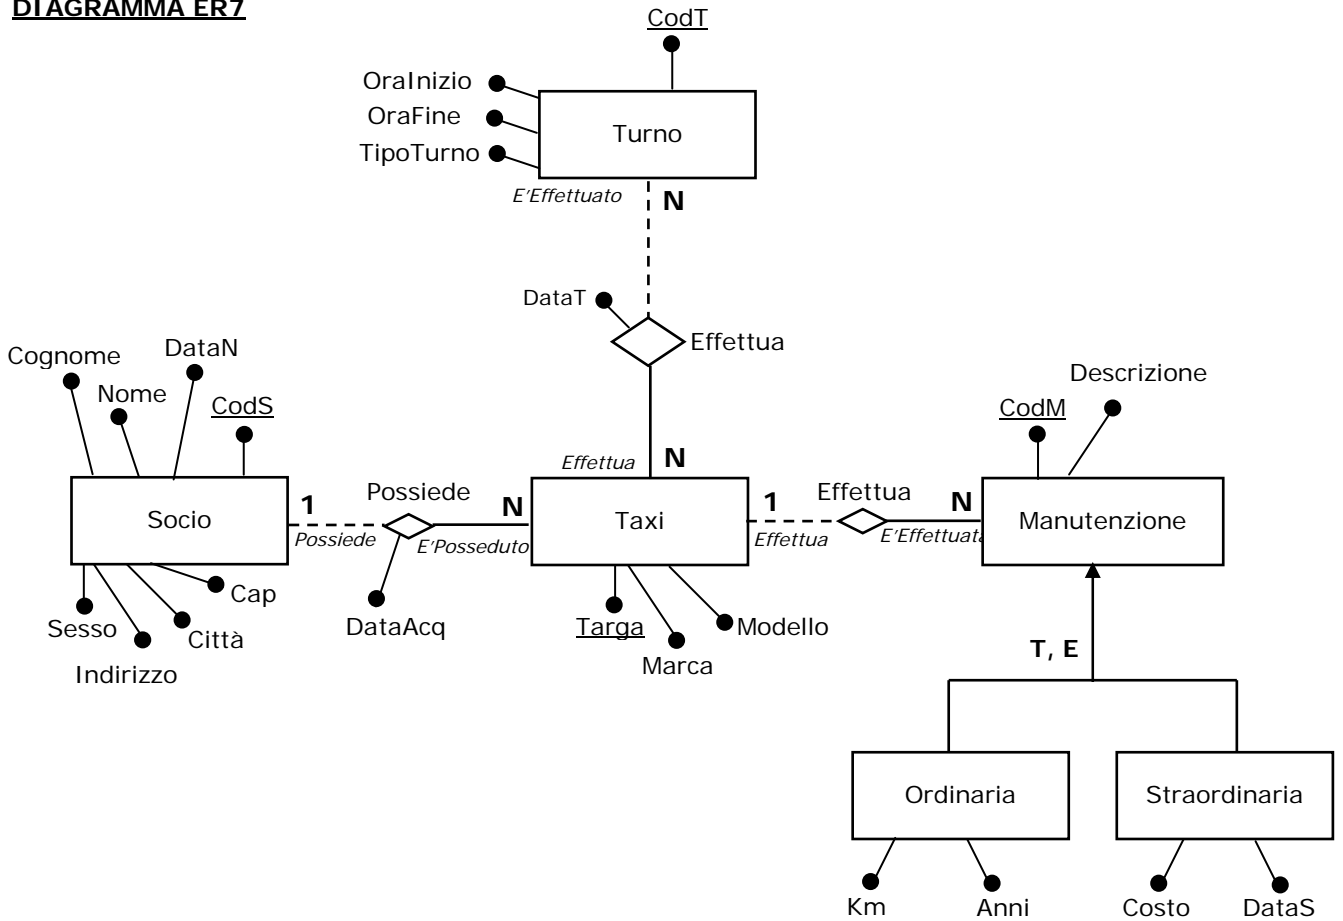 DIAGRAMMA ER7
CodT
OraInizio
OraFine
TipoTurno
Turno
E'Effettuato
N
DataT
Effettua
Cognome
DataN
Nome
CodS
Descrizione
CodM
Effettua
N
Socio
1
Possiede
Possiede
N
E'Posseduto
Taxi
1
Effettua
Effettua
N
E'Effettuata
Manutenzione
Cap
Sesso
Città
Indirizzo
DataAcq
Targa
Modello
Marca
T, E
Ordinaria
Straordinaria
Km
Anni
Costo
DataS